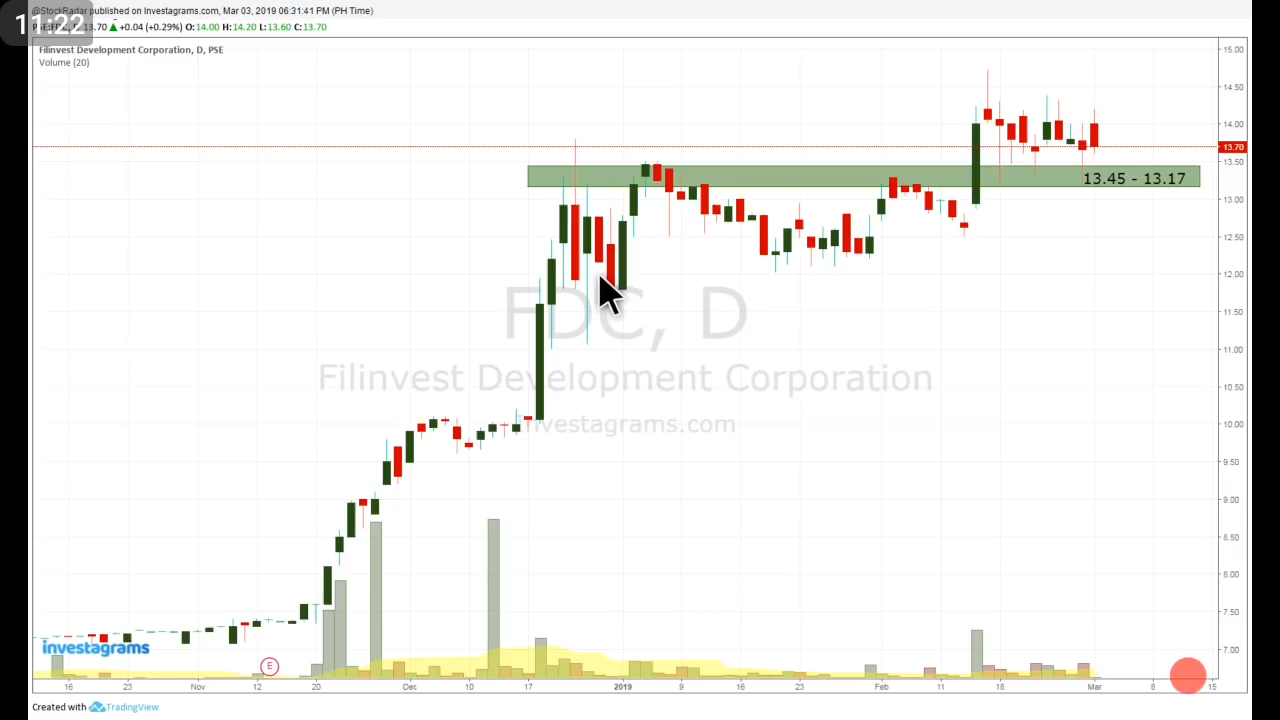 @StockRadar published on Investagrams.com, Mar 03, 2019 06:31:41 PM (PH Time)
11:22
13.70 ▲ +0.04 (+0.29%) O:14.00 H:14.20 L:13.60 C:13.70
Filinvest Development Corporation, D, PSE
Volume (20)
15.00
14.50
14.00
13.70
13.50
13.45 - 13.17
13.00
12.50
12.00
11.50
11.00
10.50
10.00
9.50
9.00
8.50
8.00
7.50
7.00
FDC, D
Filinvest Development Corporation
investagrams.com
investagrams
E
16 23 Nov 12 20 Dec 10 17 2019 9 16 23 Feb 11 18 Mar 8 15
Created with TradingView